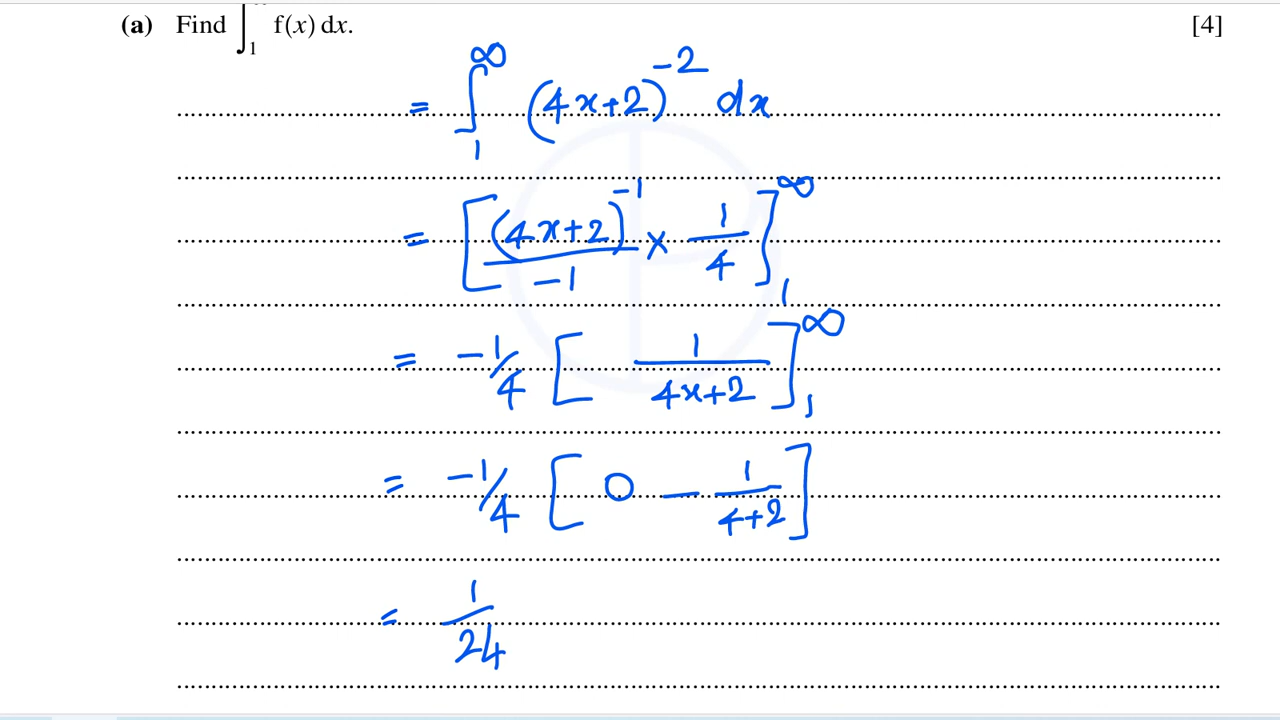 (a) Find ∫₁ f(x) dx. [4]
= ∫₁^∞ (4x+2)^-2 dx
= [ (4x+2)^-1 / -1 × 1/4 ]₁^∞
= -1/4 [ 1/(4x+2) ]₁^∞
= -1/4 [ 0 - 1/(4+2) ]
= 1/24